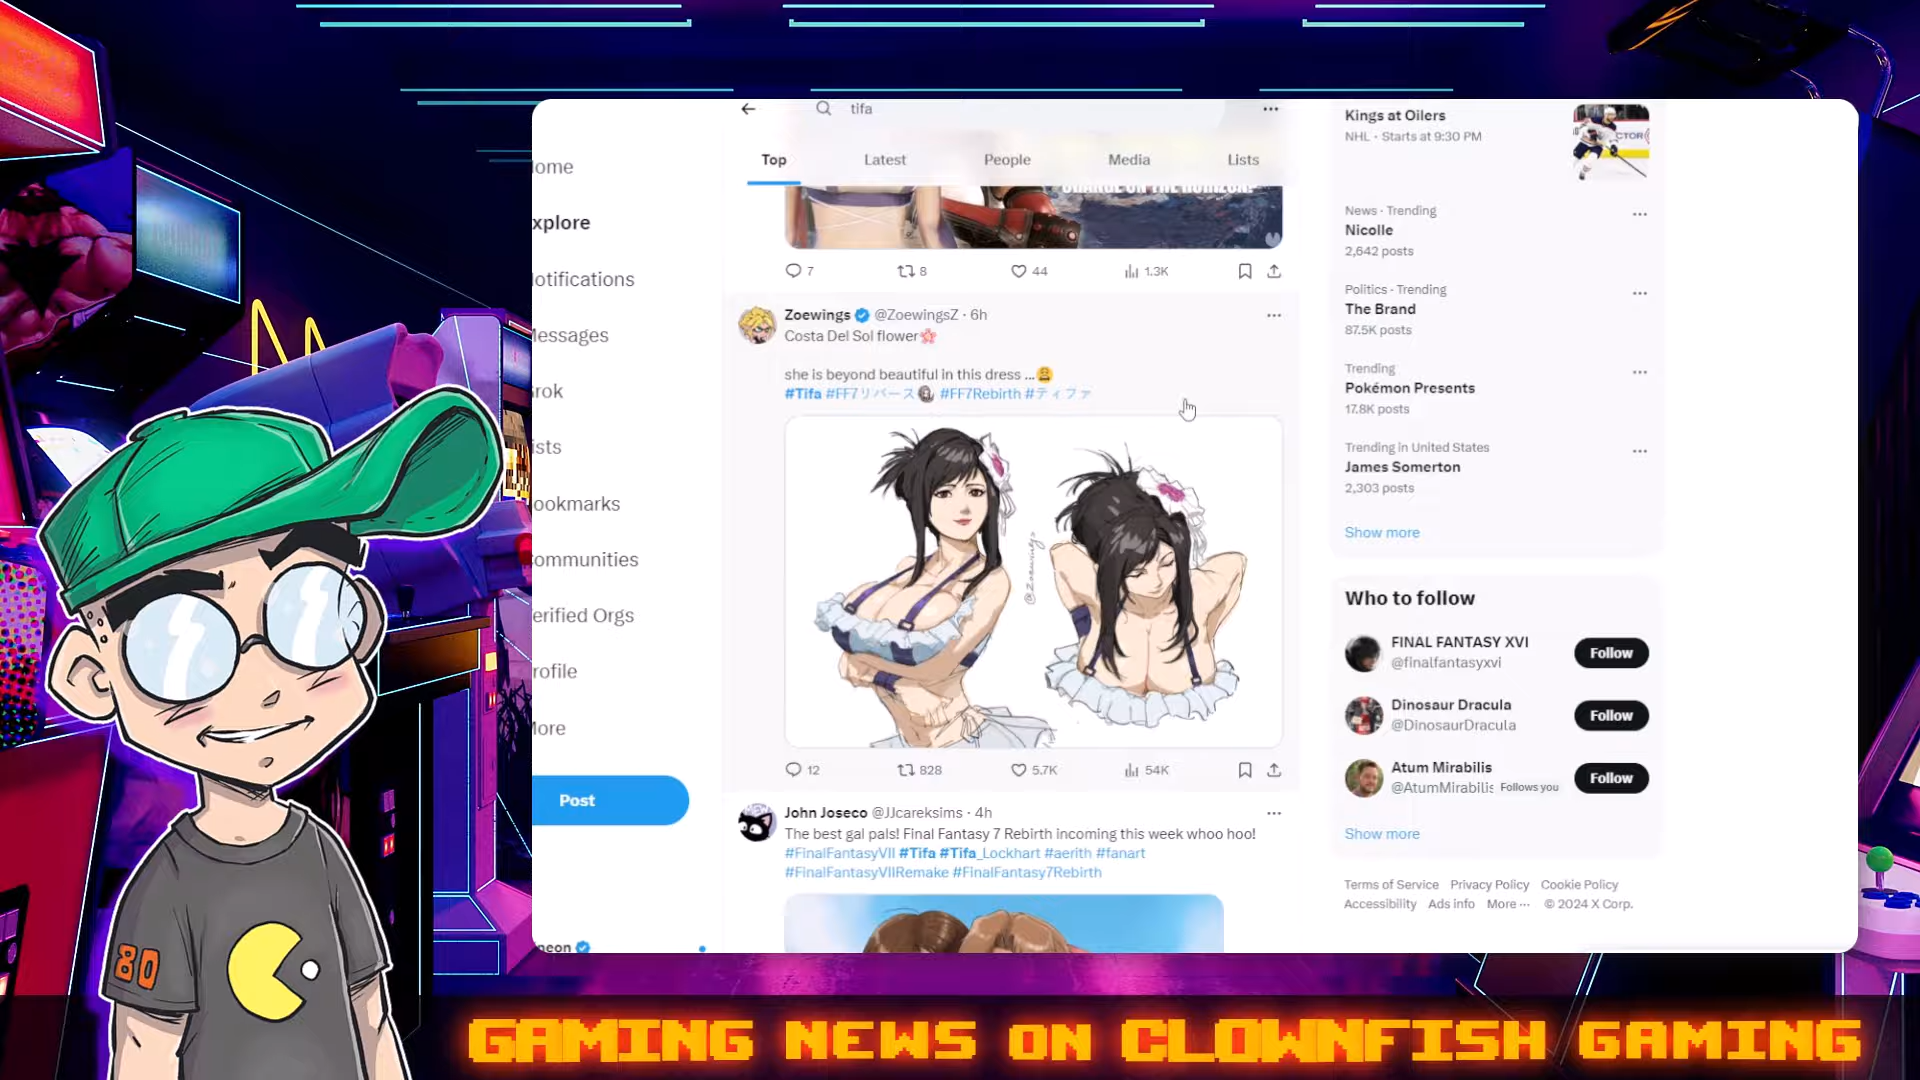 tifa
Top
Latest
People
Media
Lists
ome
xplore
otifications
essages
rok
ists
ookmarks
ommunities
erified Orgs
rofile
ore
Post
neon
7
8
44
1.3K
Zoewings @ZoewingsZ · 6h
Costa Del Sol flower🌸
she is beyond beautiful in this dress ...😩
#Tifa #FF7リバース #FF7Rebirth #ティファ
@Zoewings
12
828
5.7K
54K
John Joseco @JJcareksims · 4h
The best gal pals! Final Fantasy 7 Rebirth incoming this week whoo hoo!
#FinalFantasyVII #Tifa #Tifa_Lockhart #aerith #fanart
#FinalFantasyVIIRemake #FinalFantasy7Rebirth
Kings at Oilers
NHL · Starts at 9:30 PM
News · Trending
Nicolle
2,642 posts
Politics · Trending
The Brand
87.5K posts
Trending
Pokémon Presents
17.8K posts
Trending in United States
James Somerton
2,303 posts
Show more
Who to follow
FINAL FANTASY XVI
@finalfantasyxvi
Follow
Dinosaur Dracula
@DinosaurDracula
Follow
Atum Mirabilis
@AtumMirabilis Follows you
Follow
Show more
Terms of Service Privacy Policy Cookie Policy
Accessibility Ads info More ··· © 2024 X Corp.
80
GAMING NEWS ON CLOWNFISH GAMING